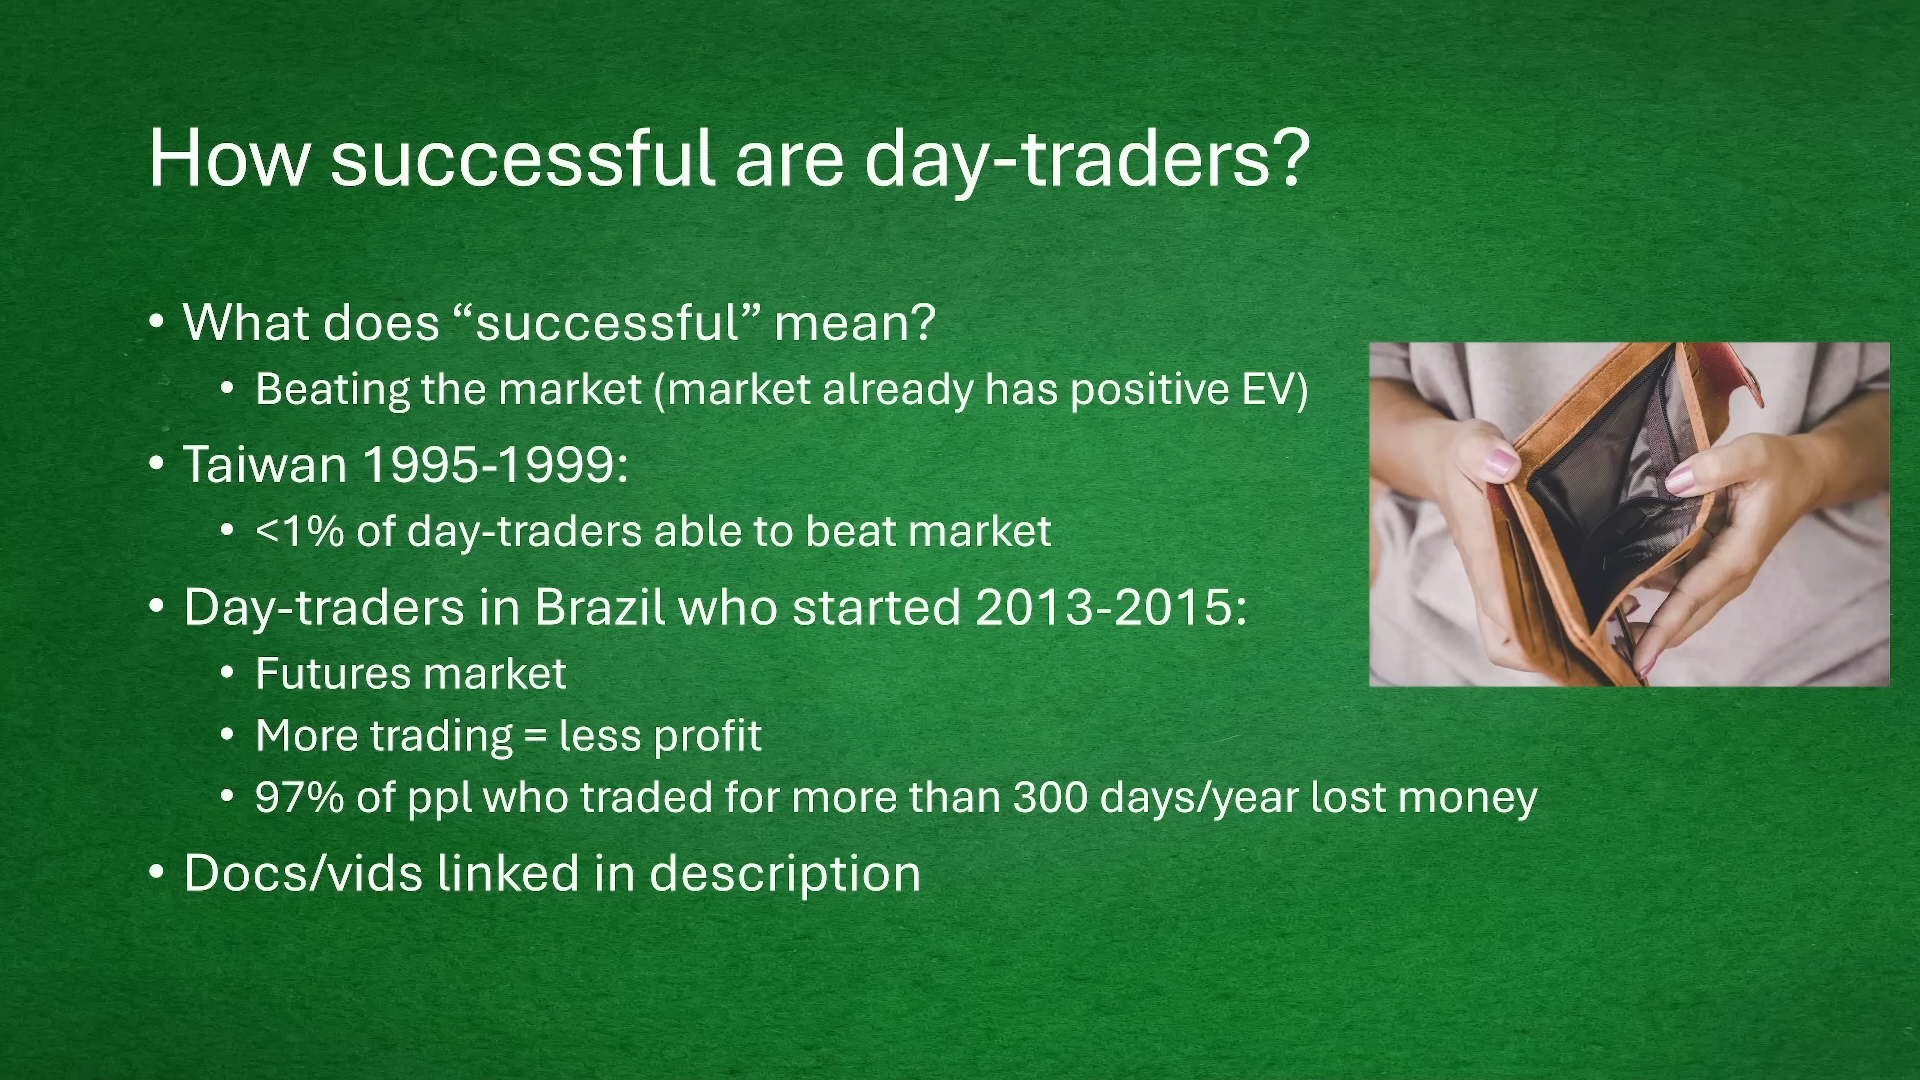 How successful are day-traders?
• What does “successful” mean?
• Beating the market (market already has positive EV)
• Taiwan 1995-1999:
• <1% of day-traders able to beat market
• Day-traders in Brazil who started 2013-2015:
• Futures market
• More trading = less profit
• 97% of ppl who traded for more than 300 days/year lost money
• Docs/vids linked in description